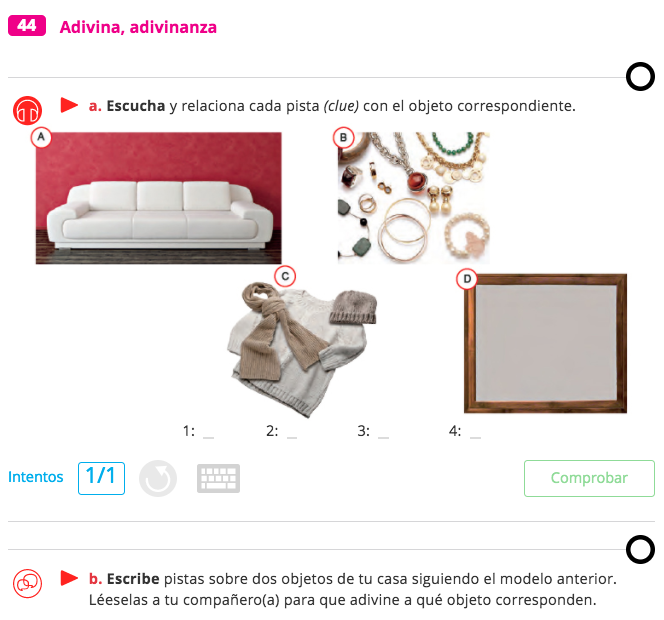 44 Adivina, adivinanza
a. Escucha y relaciona cada pista (clue) con el objeto correspondiente.
A
B
C
D
1: _ 2: _ 3: _ 4: _
Intentos 1/1 Comprobar
b. Escribe pistas sobre dos objetos de tu casa siguiendo el modelo anterior.
Léeselas a tu compañero(a) para que adivine a qué objeto corresponden.